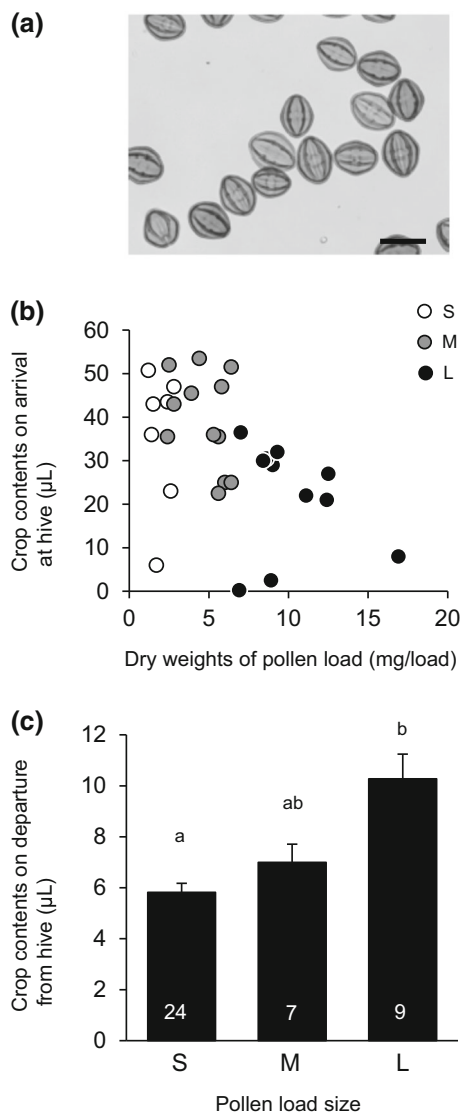 (a)
(b)
S
M
L
60
50
40
30
20
10
0
Crop contents on arrival
at hive (µL)
0 5 10 15 20
Dry weights of pollen load (mg/load)
(c)
12
10
8
6
4
2
0
Crop contents on departure
from hive (µL)
a
ab
b
24
7
9
S M L
Pollen load size